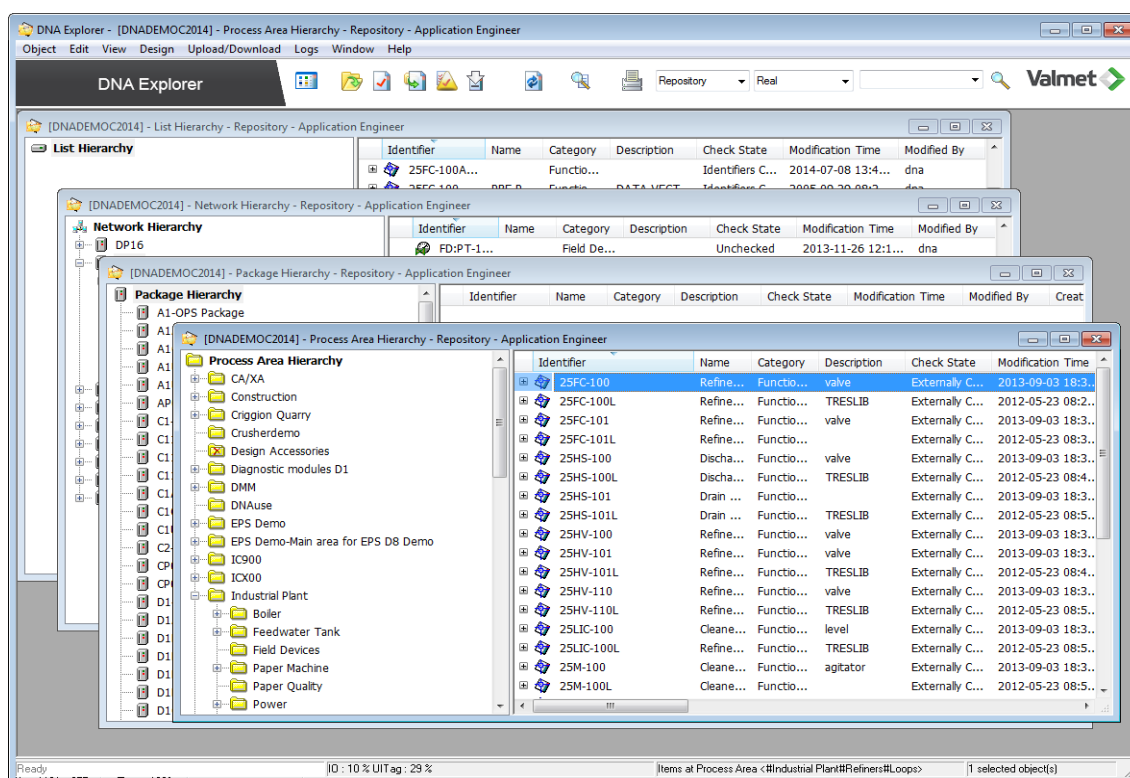 DNA Explorer - [DNADEMOC2014] - Process Area Hierarchy - Repository - Application Engineer
Object Edit View Design Upload/Download Logs Window Help
DNA Explorer Repository Real Valmet
[DNADEMOC2014] - List Hierarchy - Repository - Application Engineer
List Hierarchy
Identifier Name Category Description Check State Modification Time Modified By
25FC-100A... Functio... Identifiers C... 2014-07-08 13:4... dna
[DNADEMOC2014] - Network Hierarchy - Repository - Application Engineer
Network Hierarchy
DP16
Identifier Name Category Description Check State Modification Time Modified By
FD:PT-1... Field De... Unchecked 2013-11-26 12:1... dna
[DNADEMOC2014] - Package Hierarchy - Repository - Application Engineer
Package Hierarchy
A1-OPS Package
Identifier Name Category Description Check State Modification Time Modified By Creat
[DNADEMOC2014] - Process Area Hierarchy - Repository - Application Engineer
Process Area Hierarchy
CA/XA
Construction
Criggion Quarry
Crusherdemo
Design Accessories
Diagnostic modules D1
DMM
DNAuse
EPS Demo
EPS Demo-Main area for EPS D8 Demo
IC900
ICX00
Industrial Plant
Boiler
Feedwater Tank
Field Devices
Paper Machine
Paper Quality
Power
Identifier Name Category Description Check State Modification Time
25FC-100 Refine... Functio... valve Externally C... 2013-09-03 18:3..
25FC-100L Refine... Functio... TRESLIB Externally C... 2012-05-23 08:2..
25FC-101 Refine... Functio... valve Externally C... 2013-09-03 18:3..
25FC-101L Refine... Functio... Externally C... 2012-05-23 08:3..
25HS-100 Discha... Functio... valve Externally C... 2013-09-03 18:3..
25HS-100L Discha... Functio... TRESLIB Externally C... 2012-05-23 08:4..
25HS-101 Drain ... Functio... Externally C... 2013-09-03 18:3..
25HS-101L Drain ... Functio... TRESLIB Externally C... 2012-05-23 08:5..
25HV-100 Refine... Functio... valve Externally C... 2013-09-03 18:3..
25HV-101 Refine... Functio... valve Externally C... 2013-09-03 18:3..
25HV-101L Refine... Functio... TRESLIB Externally C... 2012-05-23 08:4..
25HV-110 Refine... Functio... valve Externally C... 2013-09-03 18:3..
25HV-110L Refine... Functio... TRESLIB Externally C... 2012-05-23 08:5..
25LIC-100 Cleane... Functio... level Externally C... 2013-09-03 18:3..
25LIC-100L Cleane... Functio... TRESLIB Externally C... 2012-05-23 08:5..
25M-100 Cleane... Functio... agitator Externally C... 2013-09-03 18:3..
25M-100L Cleane... Functio... Externally C... 2012-05-23 08:5..
Ready IO : 10 % UITag : 29 % Items at Process Area <#Industrial Plant#Refiners#Loops> 1 selected object(s)